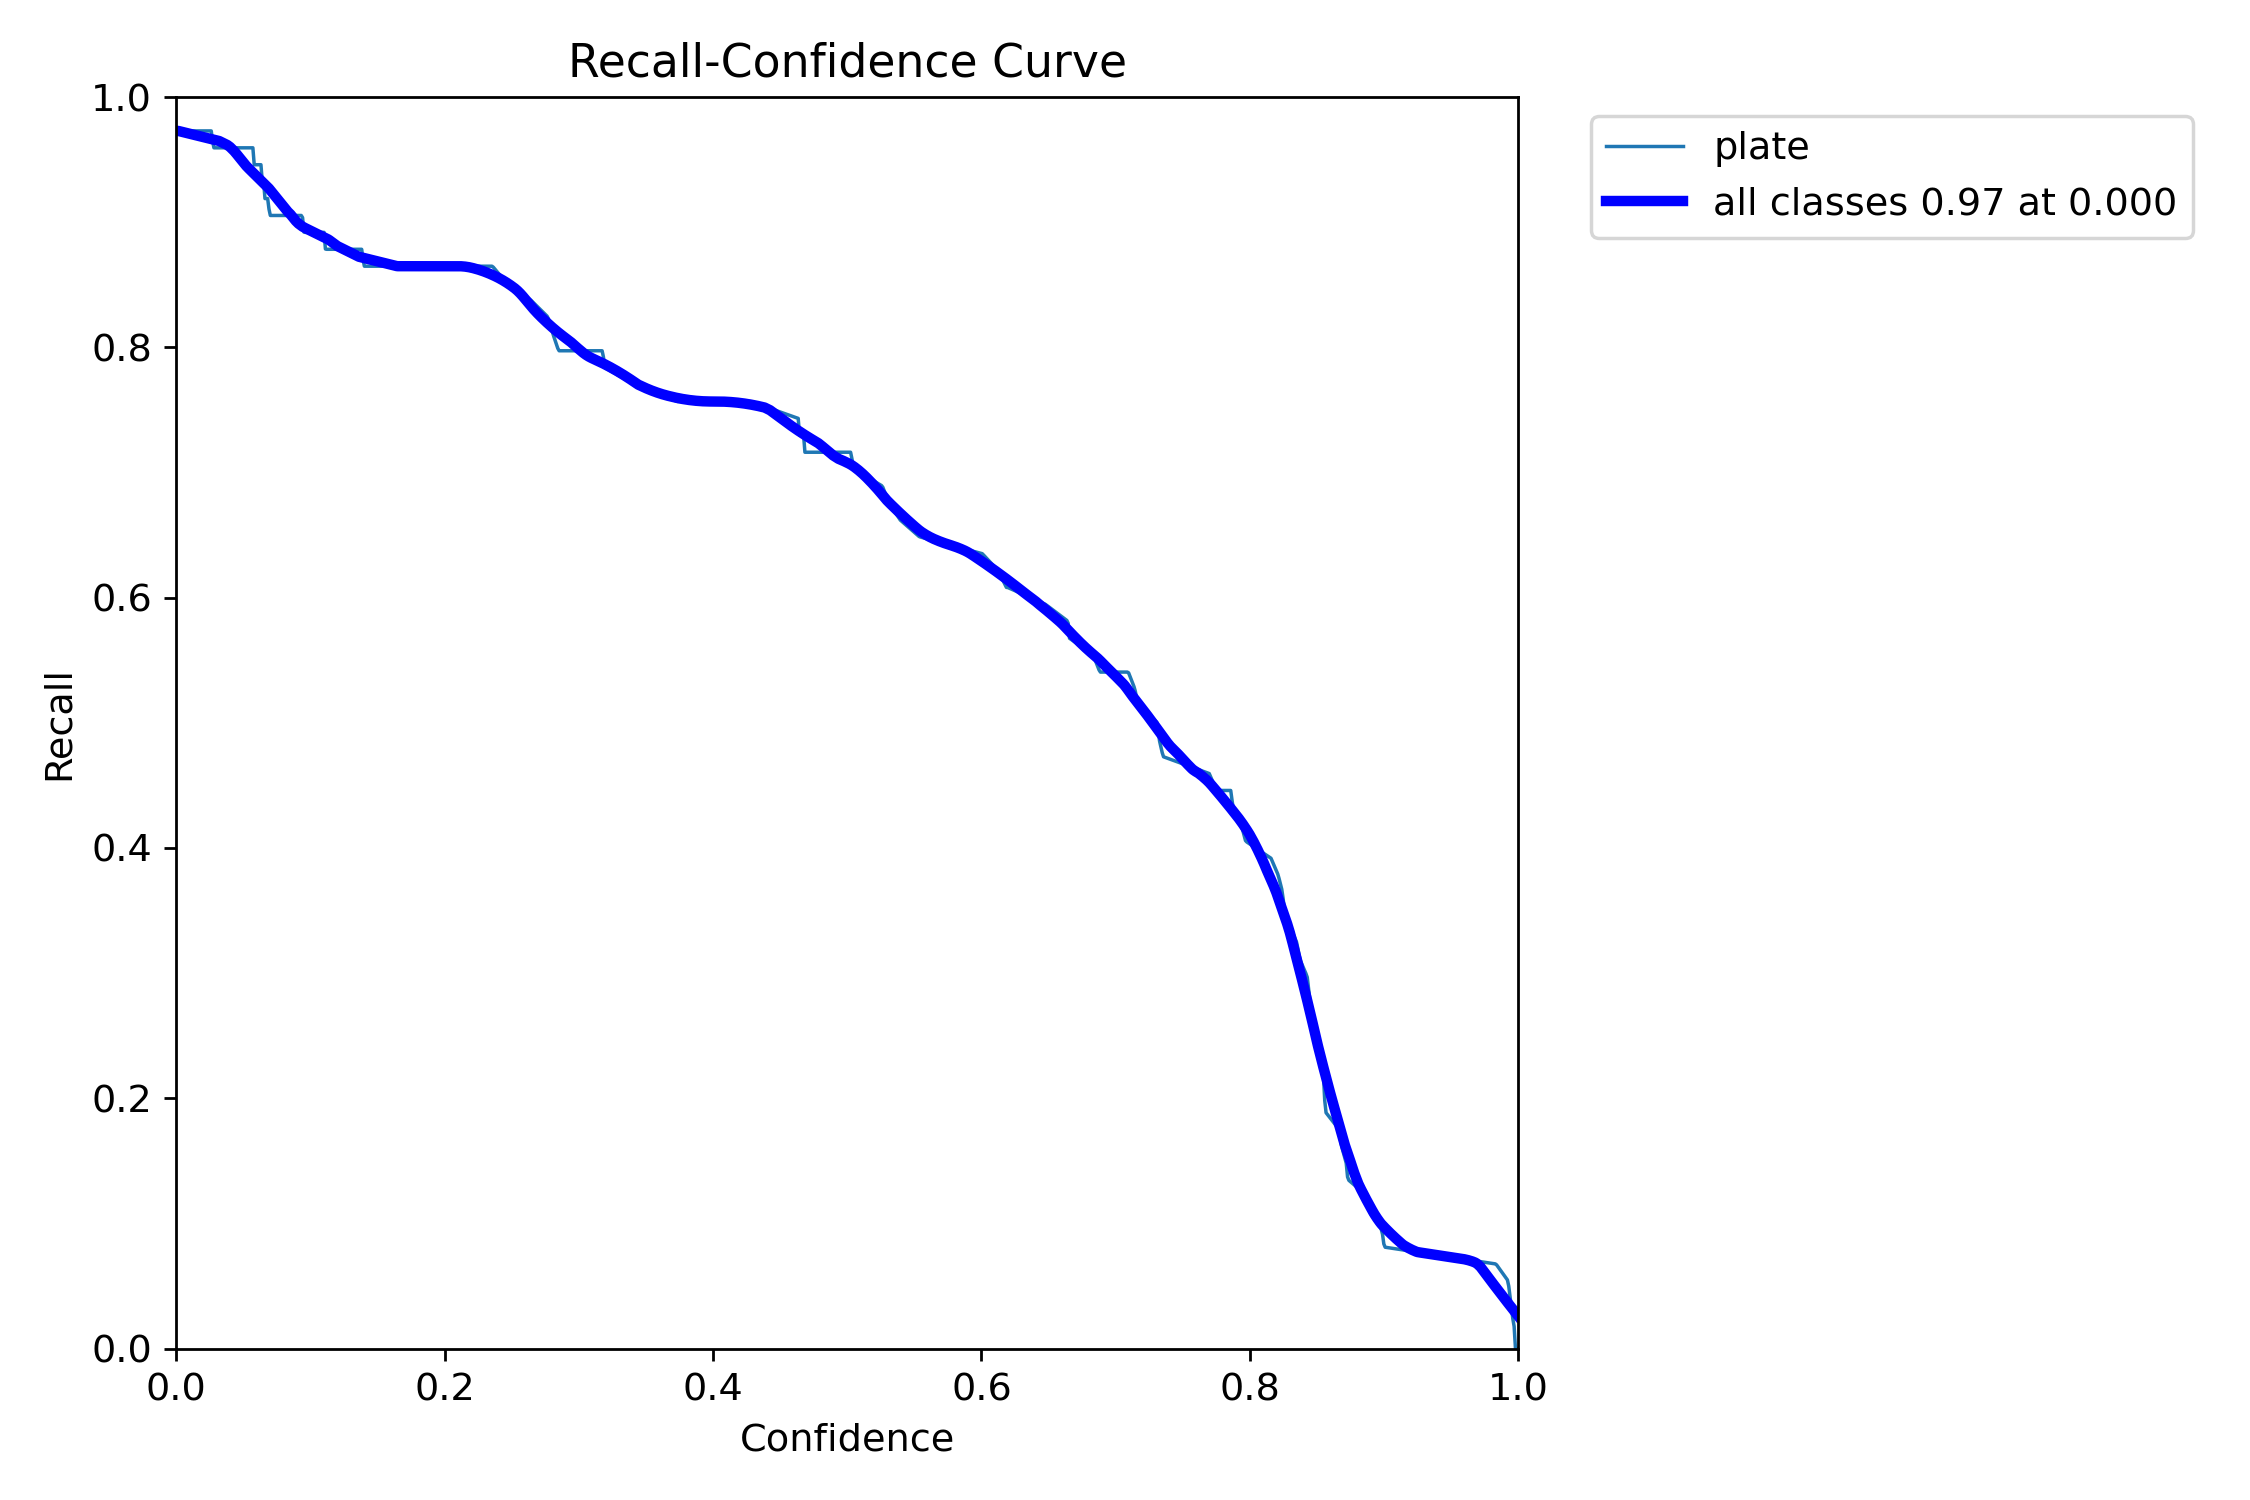 Recall-Confidence Curve
1.0
0.8
0.6
0.4
0.2
0.0
Recall
0.0 0.2 0.4 0.6 0.8 1.0
Confidence
plate
all classes 0.97 at 0.000